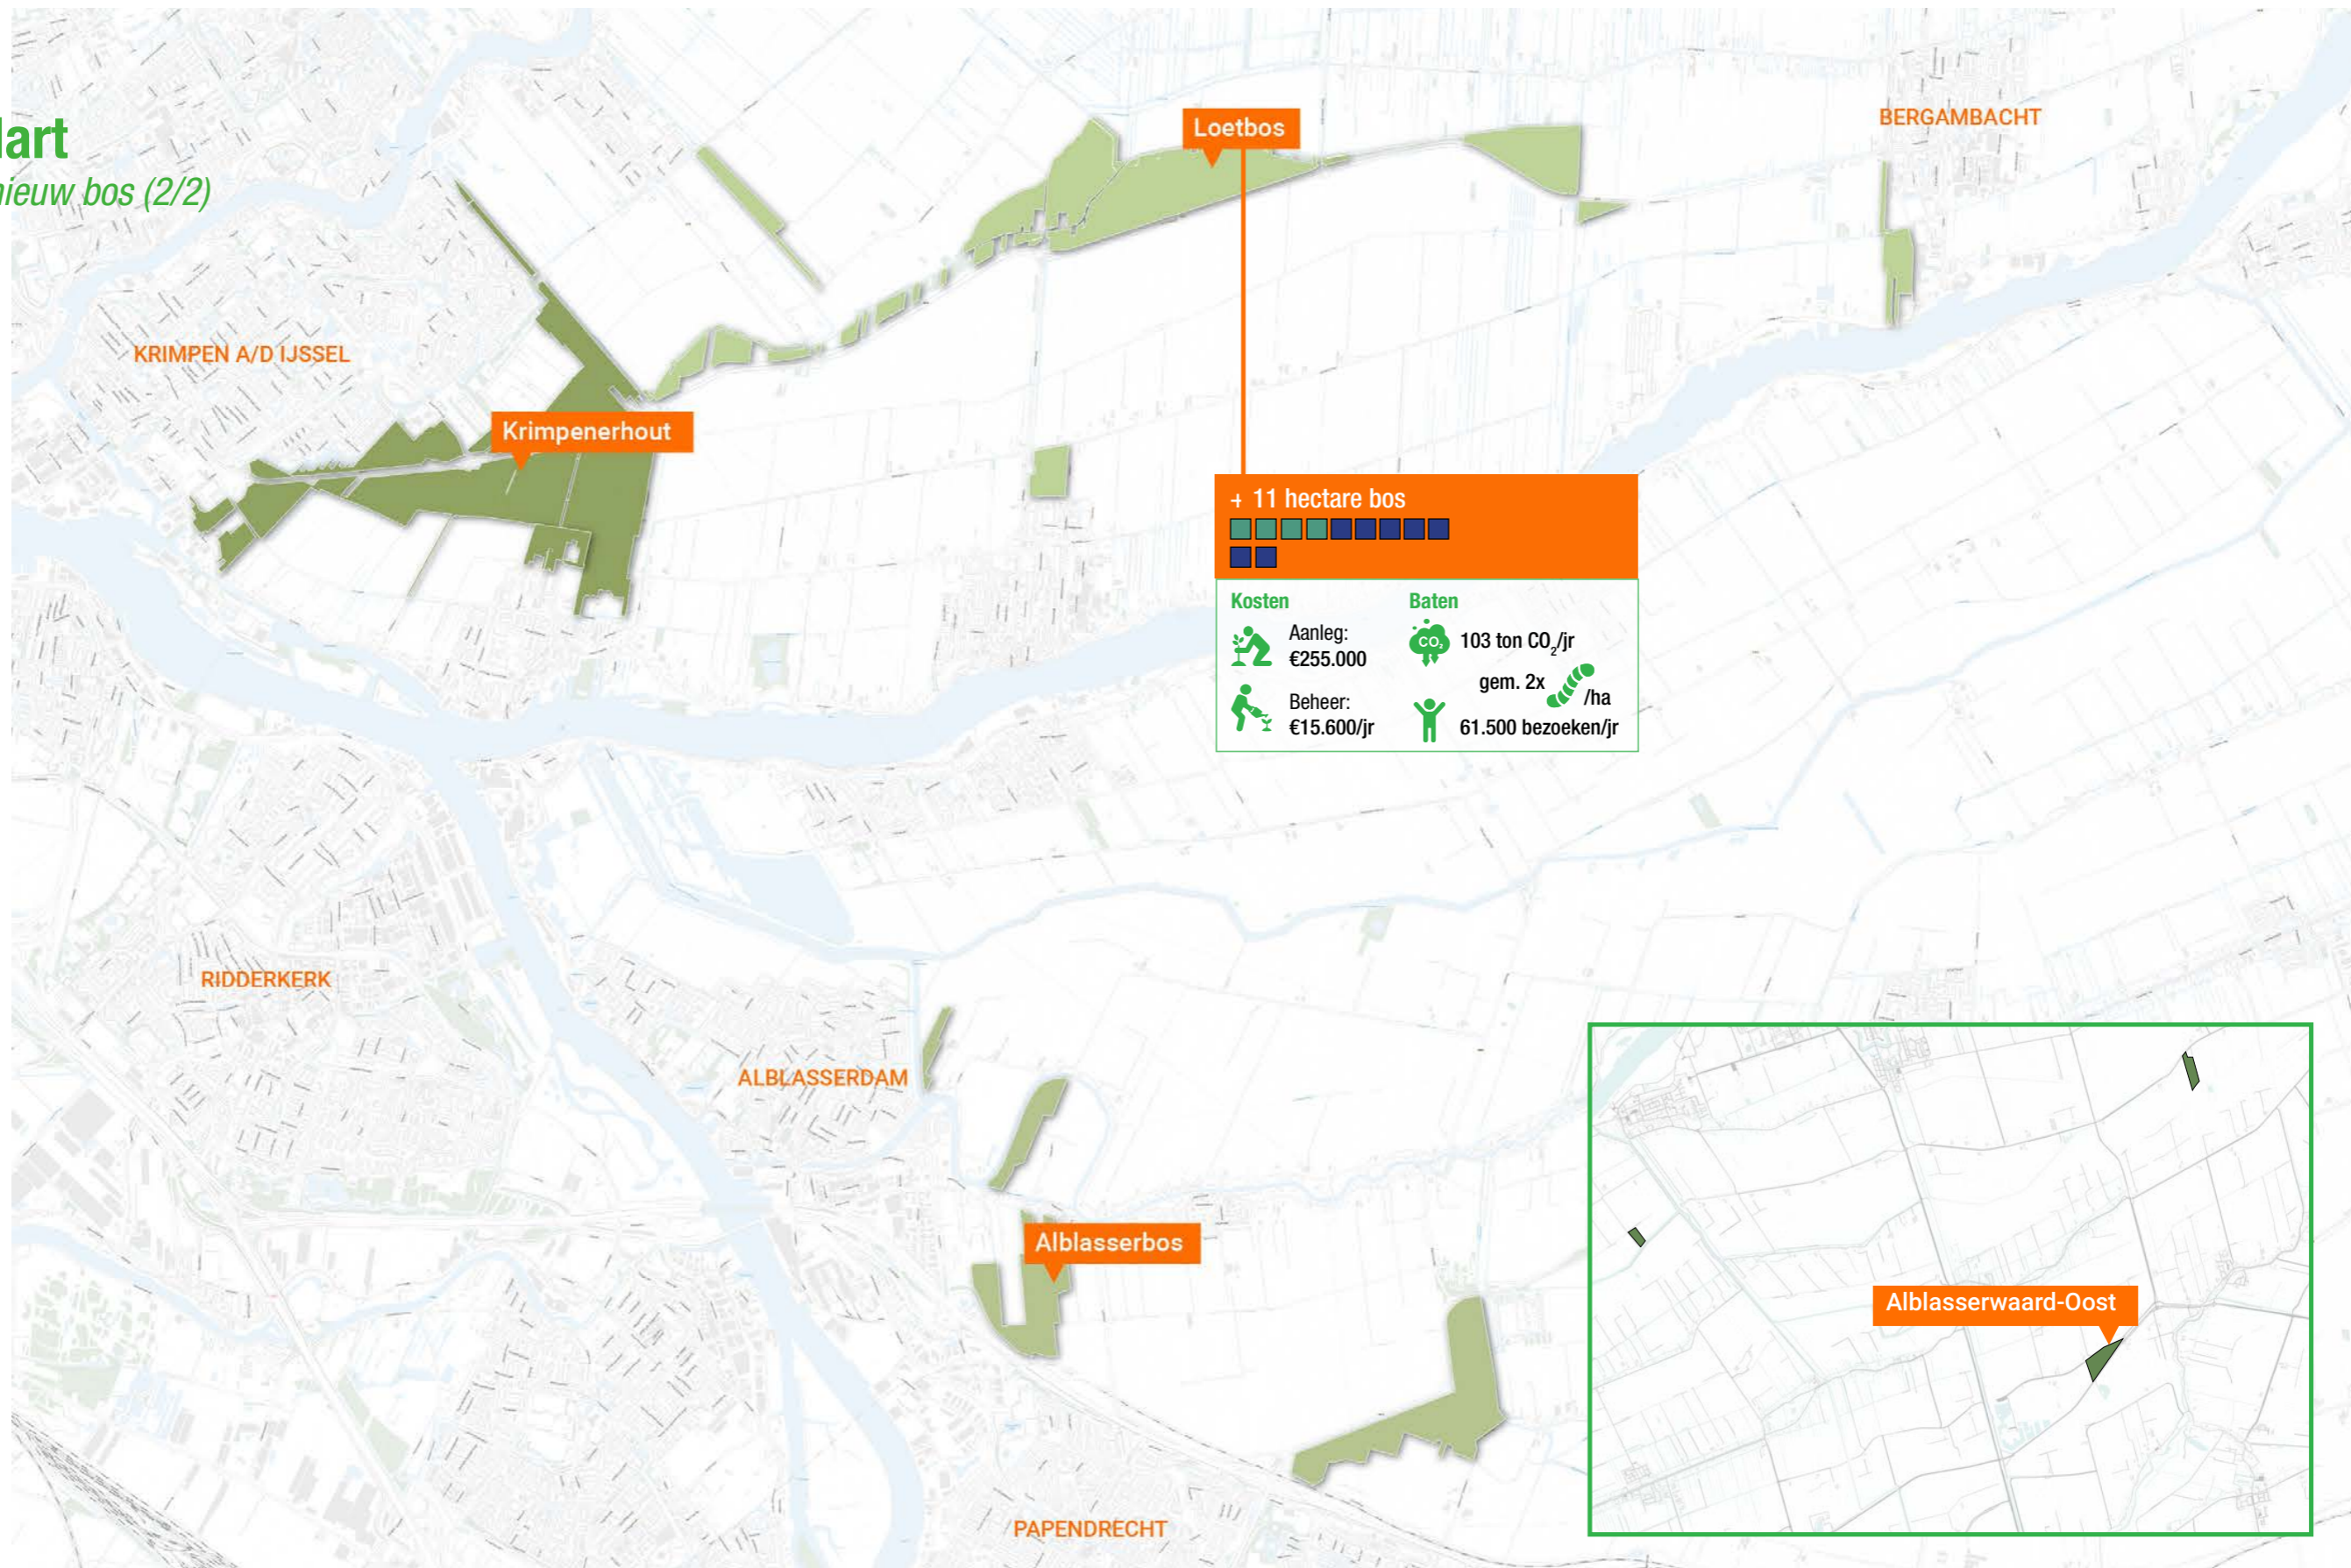 nieuw bos (2/2)
Loetbos
BERGAMBACHT
KRIMPEN A/D IJSSEL
Krimpenerhout
+ 11 hectare bos
Kosten
Aanleg:
€255.000
Beheer:
€15.600/jr
Baten
CO₂
103 ton CO₂/jr
gem. 2x /ha
61.500 bezoeken/jr
RIDDERKERK
ALBLASSERDAM
Alblasserbos
Alblasserwaard-Oost
PAPENDRECHT